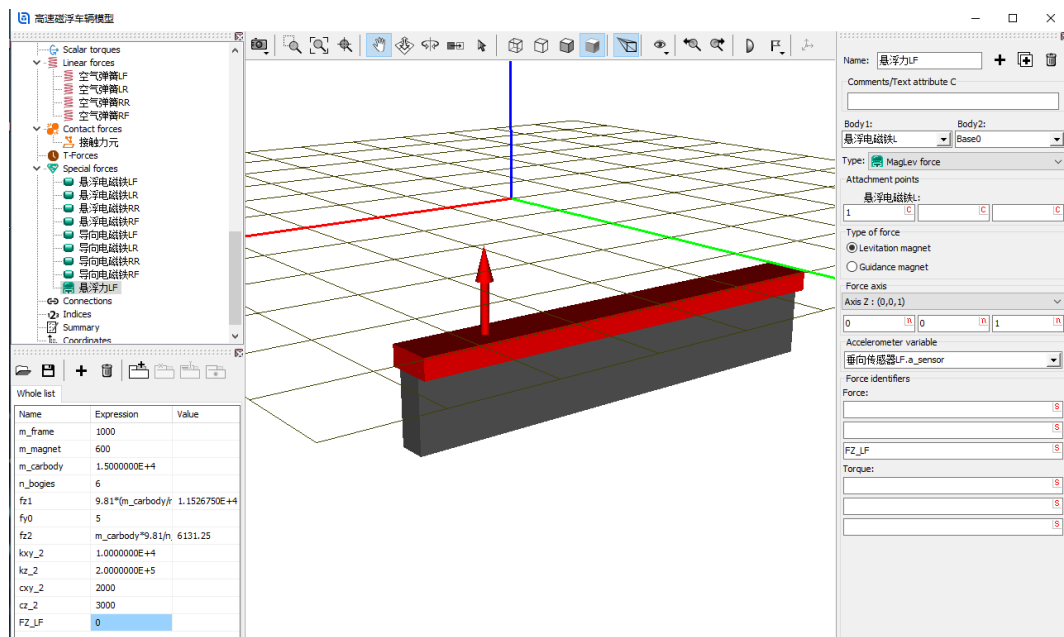 高速磁浮车辆模型
Scalar torques
Linear forces
空气弹簧LF
空气弹簧LR
空气弹簧RR
空气弹簧RF
Contact forces
接触力元
T-Forces
Special forces
悬浮电磁铁LF
悬浮电磁铁LR
悬浮电磁铁RR
悬浮电磁铁RF
导向电磁铁LF
导向电磁铁LR
导向电磁铁RR
导向电磁铁RF
悬浮力LF
Connections
Indices
Summary
Coordinates
Whole list
Name Expression Value
m_frame 1000
m_magnet 600
m_carbody 1.5000000E+4
n_bogies 6
fz1 9.81*(m_carbody/r 1.1526750E+4
fy0 5
fz2 m_carbody*9.81/n_ 6131.25
kxy_2 1.0000000E+4
kz_2 2.0000000E+5
cxy_2 2000
cz_2 3000
FZ_LF 0
Name: 悬浮力LF
Comments/Text attribute C
Body1: Body2:
悬浮电磁铁L Base0
Type: MagLev force
Attachment points
悬浮电磁铁L:
1 C C C
Type of force
Levitation magnet
Guidance magnet
Force axis
Axis Z : (0,0,1)
0 n 0 n 1 n
Accelerometer variable
垂向传感器LF.a_sensor
Force identifiers
Force:
S
S
FZ_LF S
Torque:
S
S
S